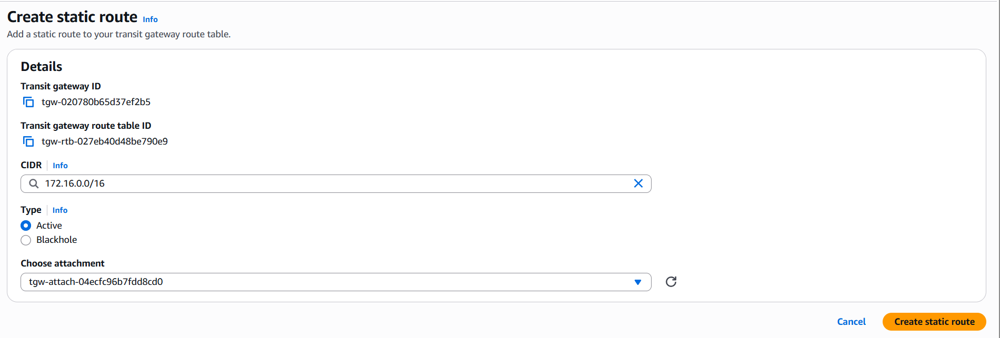 Create static route Info
Add a static route to your transit gateway route table.
Details
Transit gateway ID
tgw-020780b65d37ef2b5
Transit gateway route table ID
tgw-rtb-027eb40d48be790e9
CIDR Info
172.16.0.0/16
Type Info
Active
Blackhole
Choose attachment
tgw-attach-04ecfc96b7fdd8cd0
Cancel Create static route